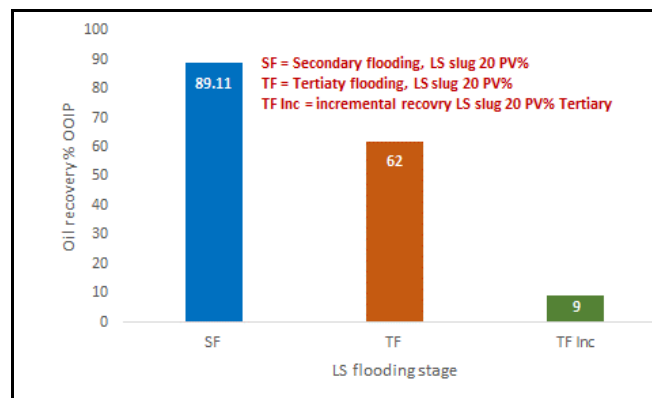 100
90
80
70
60
50
40
30
20
10
0
Oil recovery% OOIP
SF = Secondary flooding, LS slug 20 PV%
TF = Tertiaty flooding, LS slug 20 PV%
TF Inc = incremental recovry LS slug 20 PV% Tertiary
89.11
62
9
SF
TF
TF Inc
LS flooding stage